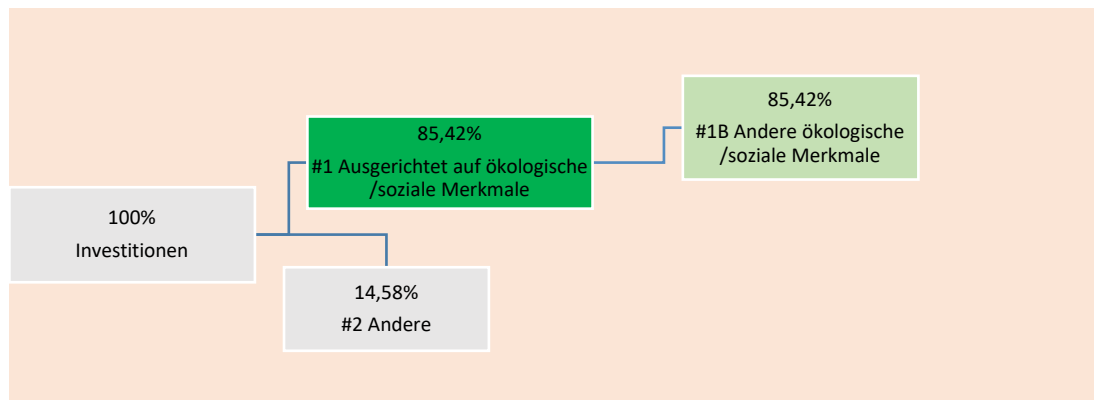 100%
Investitionen
85,42%
#1 Ausgerichtet auf ökologische
/soziale Merkmale
85,42%
#1B Andere ökologische
/soziale Merkmale
14,58%
#2 Andere